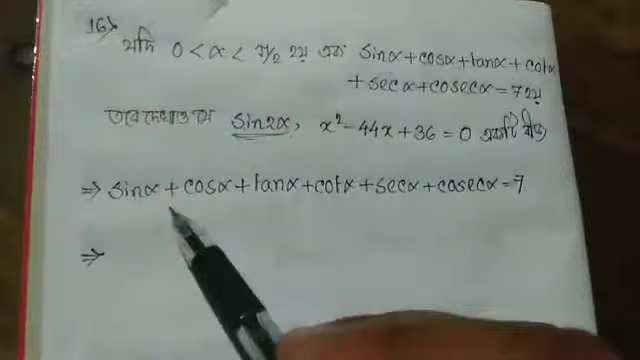 16) যদি 0 < α < π/2 হয় এবং sinα + cosα + tanα + cotα
+ secα + cosecα = 7 হয়
তবে দেখাও যে sin2α, x² - 44x + 36 = 0 একটি বীজ
⇒ sinα + cosα + tanα + cotα + secα + cosecα = 7
⇒